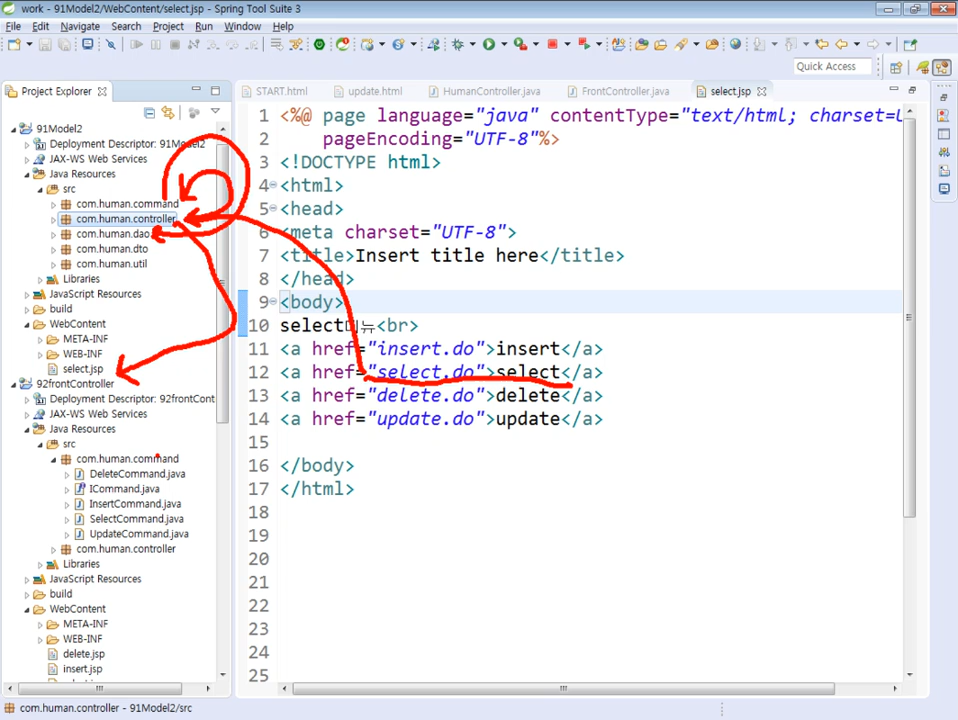 work - 91Model2/WebContent/select.jsp - Spring Tool Suite 3
File Edit Navigate Search Project Run Window Help
Quick Access
Project Explorer
START.html update.html HumanController.java FrontController.java select.jsp
91Model2
Deployment Descriptor: 91Model2
JAX-WS Web Services
Java Resources
src
com.human.command
com.human.controller
com.human.dao
com.human.dto
com.human.util
Libraries
JavaScript Resources
build
WebContent
META-INF
WEB-INF
select.jsp
92frontController
Deployment Descriptor: 92frontCont
JAX-WS Web Services
Java Resources
src
com.human.command
DeleteCommand.java
ICommand.java
InsertCommand.java
SelectCommand.java
UpdateCommand.java
com.human.controller
Libraries
JavaScript Resources
build
WebContent
META-INF
WEB-INF
delete.jsp
insert.jsp
1 <%@ page language="java" contentType="text/html; charset=
2 pageEncoding="UTF-8"%>
3 <!DOCTYPE html>
4 <html>
5 <head>
6 <meta charset="UTF-8">
7 <title>Insert title here</title>
8 </head>
9 <body>
10 select메뉴<br>
11 <a href="insert.do">insert</a>
12 <a href="select.do">select</a>
13 <a href="delete.do">delete</a>
14 <a href="update.do">update</a>
15
16 </body>
17 </html>
18
19
20
21
22
23
24
25
com.human.controller - 91Model2/src